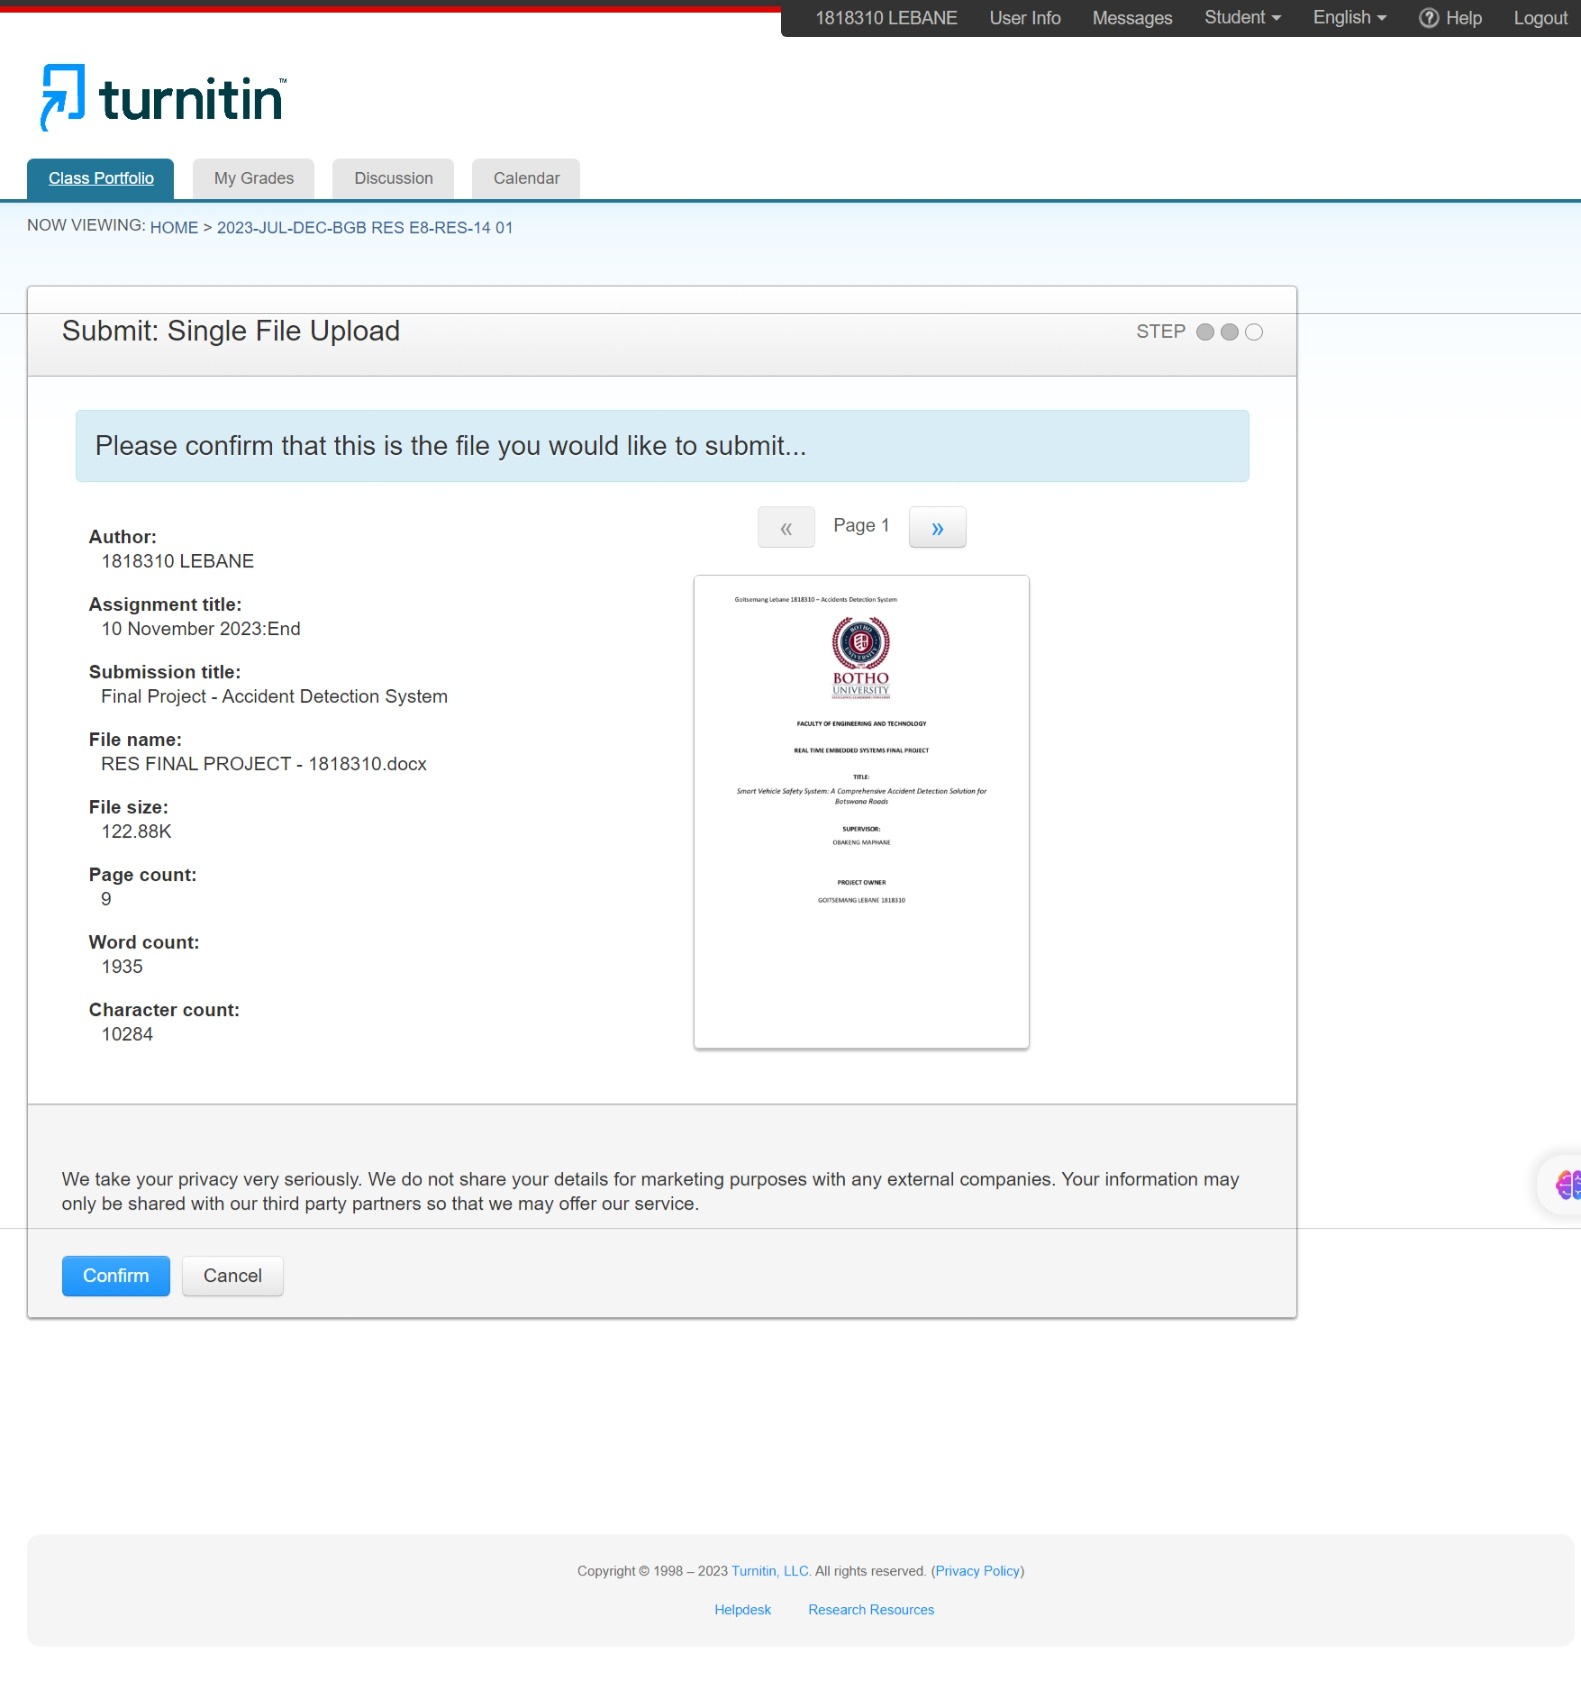 1818310 LEBANE User Info Messages Student English Help Logout
turnitin™
Class Portfolio My Grades Discussion Calendar
NOW VIEWING: HOME > 2023-JUL-DEC-BGB RES E8-RES-14 01
Submit: Single File Upload STEP
Please confirm that this is the file you would like to submit...
« Page 1 »
Author:
1818310 LEBANE
Assignment title:
10 November 2023:End
Submission title:
Final Project - Accident Detection System
File name:
RES FINAL PROJECT - 1818310.docx
File size:
122.88K
Page count:
9
Word count:
1935
Character count:
10284
Goitsemang Lebane 1818310 – Accidents Detection System
BOTHO
UNIVERSITY
FACULTY OF ENGINEERING AND TECHNOLOGY
REAL TIME EMBEDDED SYSTEMS FINAL PROJECT
TITLE:
Smart Vehicle Safety System: A Comprehensive Accident Detection Solution for
Botswana Roads
SUPERVISOR:
OBAKENG MAPHANE
PROJECT OWNER
GOITSEMANG LEBANE 1818310
We take your privacy very seriously. We do not share your details for marketing purposes with any external companies. Your information may
only be shared with our third party partners so that we may offer our service.
Confirm Cancel
Copyright © 1998 – 2023 Turnitin, LLC. All rights reserved. (Privacy Policy)
Helpdesk Research Resources